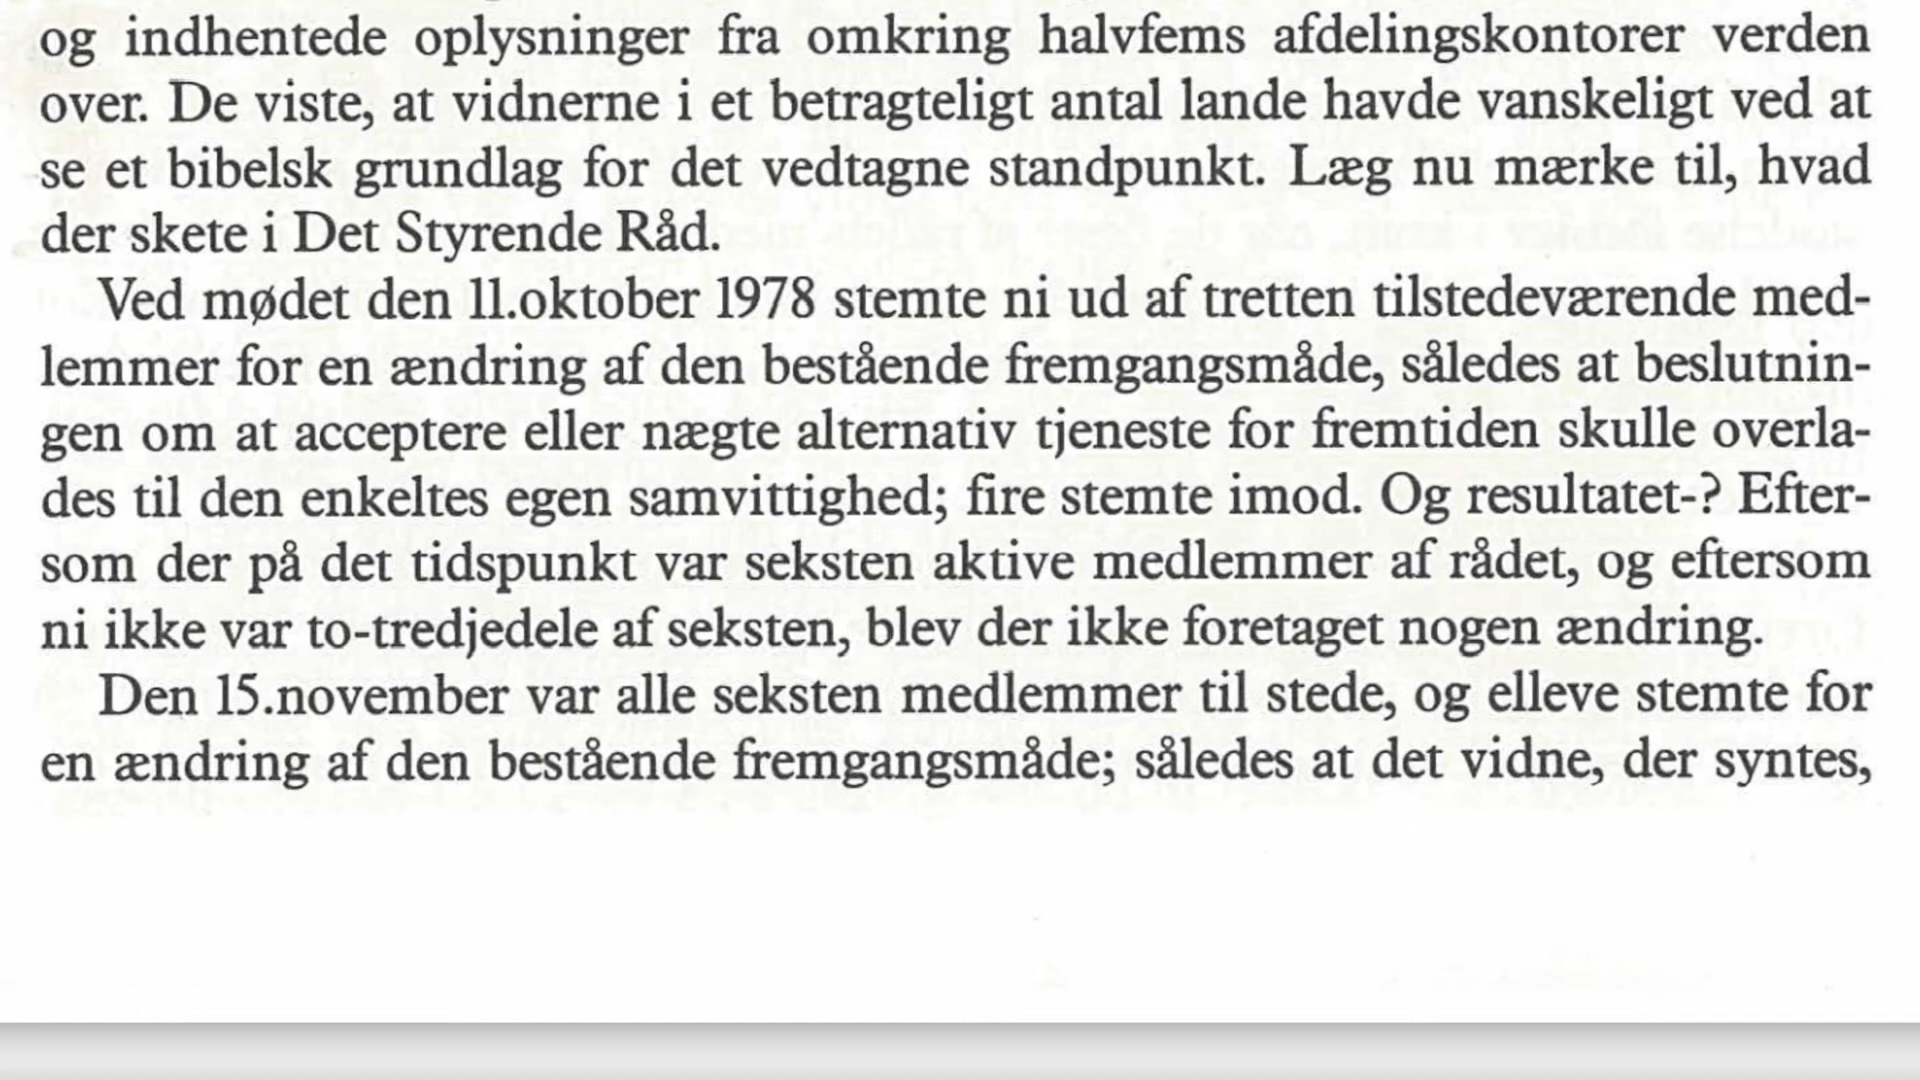 og indhentede oplysninger fra omkring halvfems afdelingskontorer verden
over. De viste, at vidnerne i et betragteligt antal lande havde vanskeligt ved at
se et bibelsk grundlag for det vedtagne standpunkt. Læg nu mærke til, hvad
der skete i Det Styrende Råd.
Ved mødet den 11.oktober 1978 stemte ni ud af tretten tilstedeværende med-
lemmer for en ændring af den bestående fremgangsmåde, således at beslutnin-
gen om at acceptere eller nægte alternativ tjeneste for fremtiden skulle overla-
des til den enkeltes egen samvittighed; fire stemte imod. Og resultatet-? Efter-
som der på det tidspunkt var seksten aktive medlemmer af rådet, og eftersom
ni ikke var to-tredjedele af seksten, blev der ikke foretaget nogen ændring.
Den 15.november var alle seksten medlemmer til stede, og elleve stemte for
en ændring af den bestående fremgangsmåde; således at det vidne, der syntes,